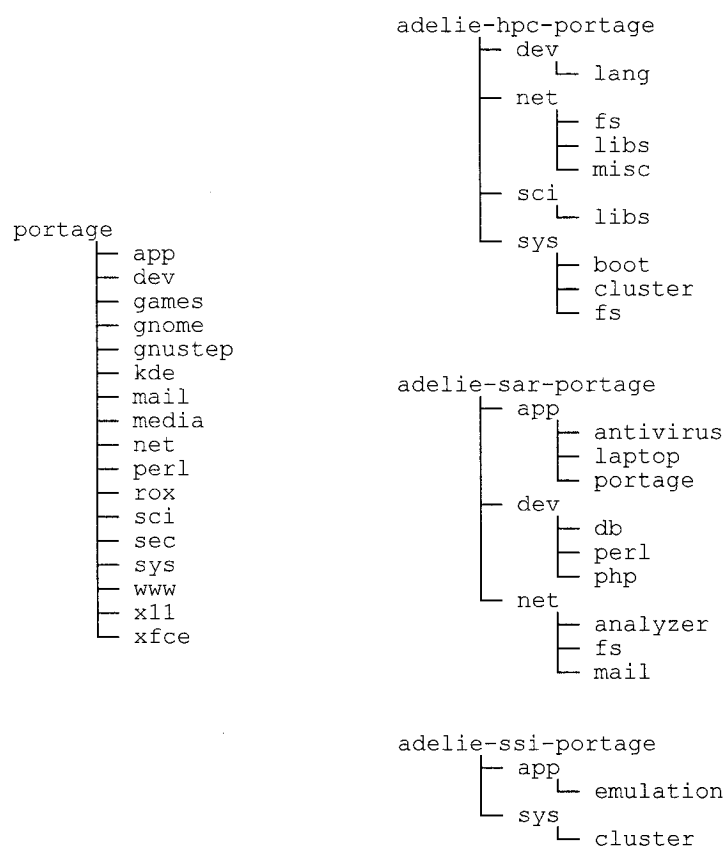 portage
app
dev
games
gnome
gnustep
kde
mail
media
net
perl
rox
sci
sec
sys
www
x11
xfce
adelie-hpc-portage
dev
lang
net
fs
libs
misc
sci
libs
sys
boot
cluster
fs
adelie-sar-portage
app
antivirus
laptop
portage
dev
db
perl
php
net
analyzer
fs
mail
adelie-ssi-portage
app
emulation
sys
cluster